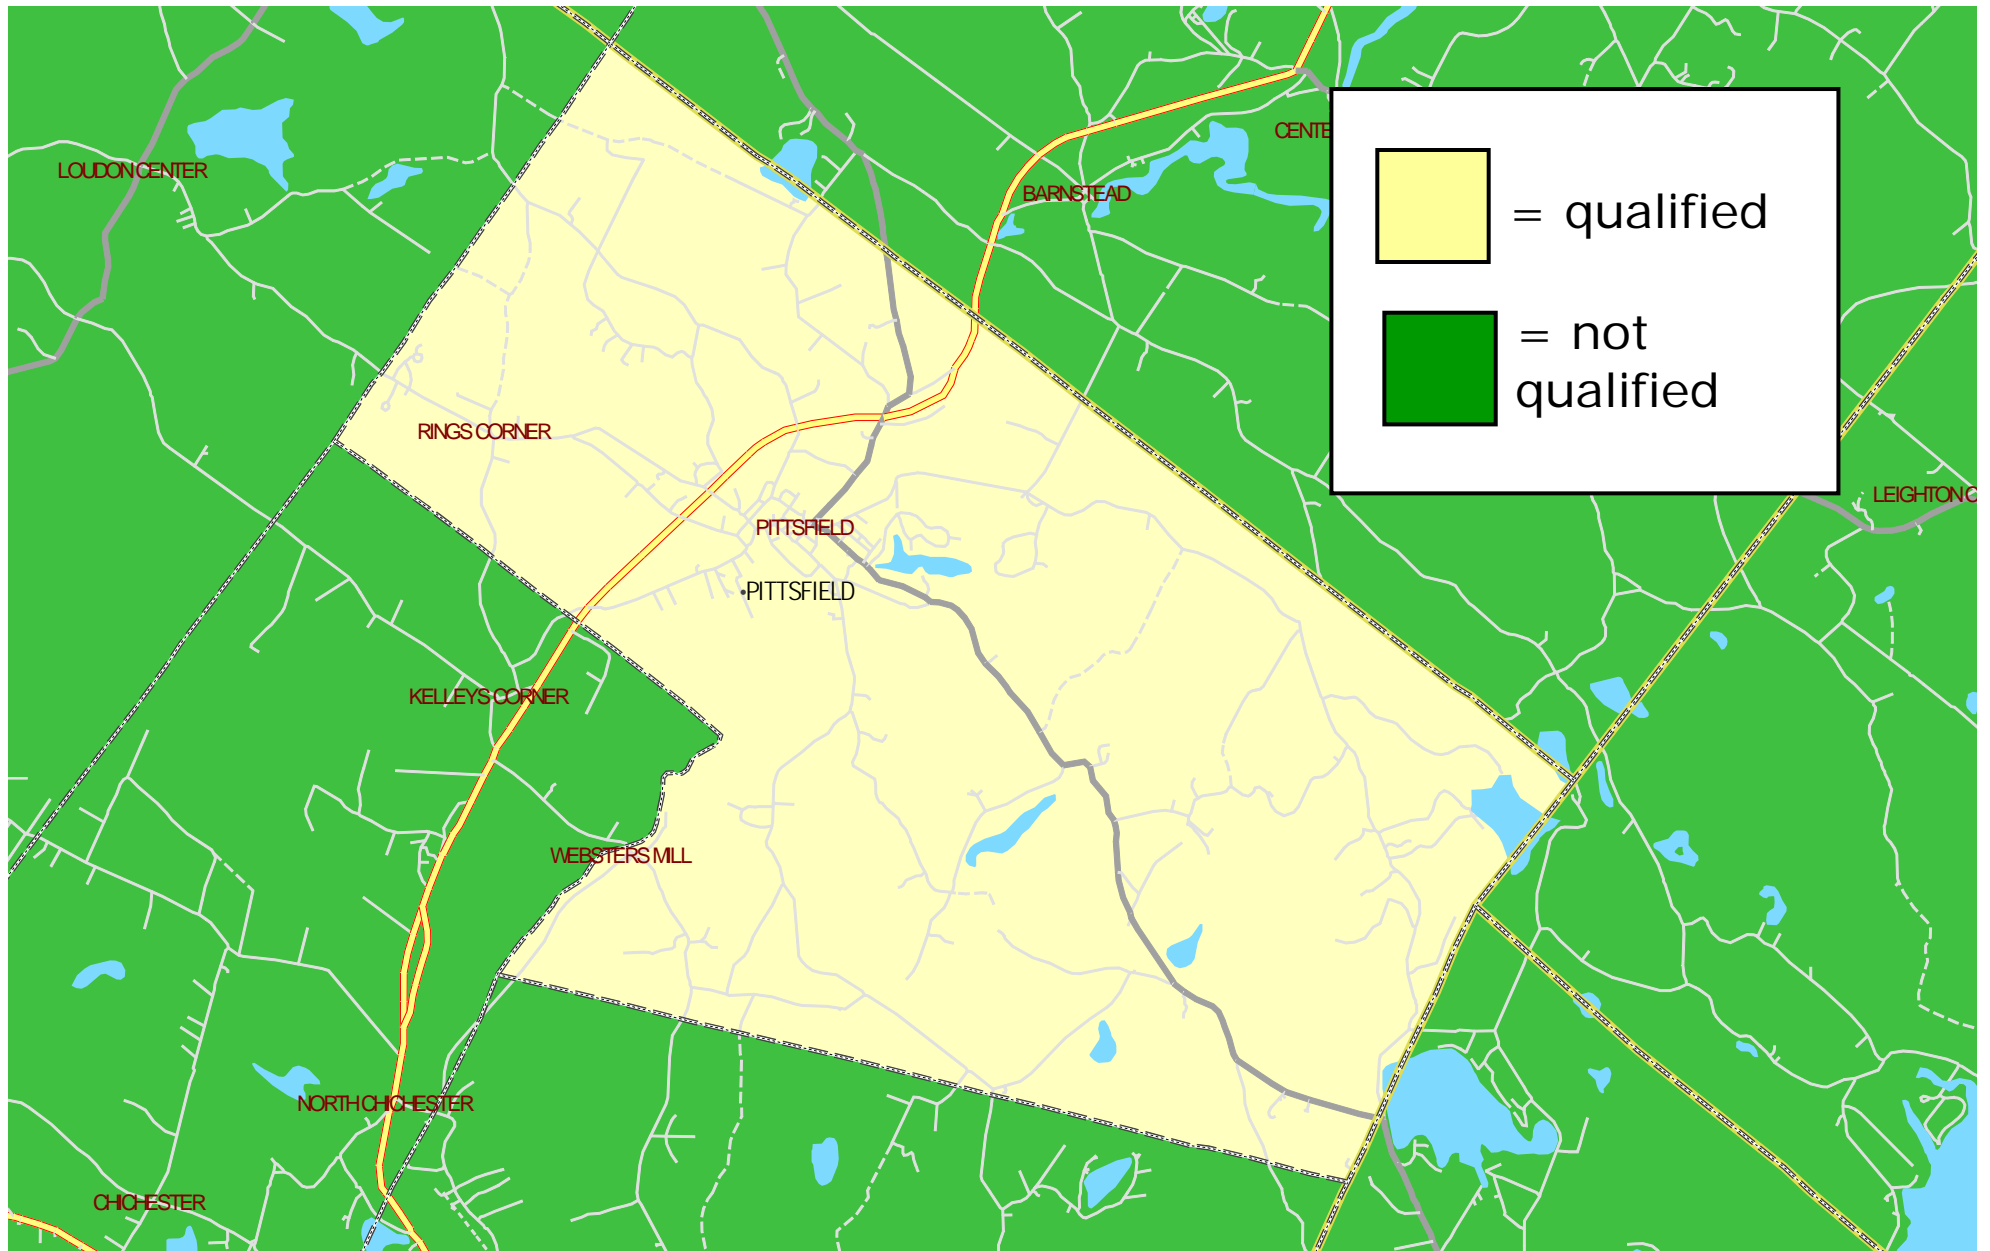 CENTE
LOUDON CENTER
BARNSTEAD
= qualified
= not
qualified
RINGS CORNER
LEIGHTON C
PITTSFIELD
PITTSFIELD
KELLEYS CORNER
WEBSTERS MILL
NORTH CHICHESTER
CHICHESTER